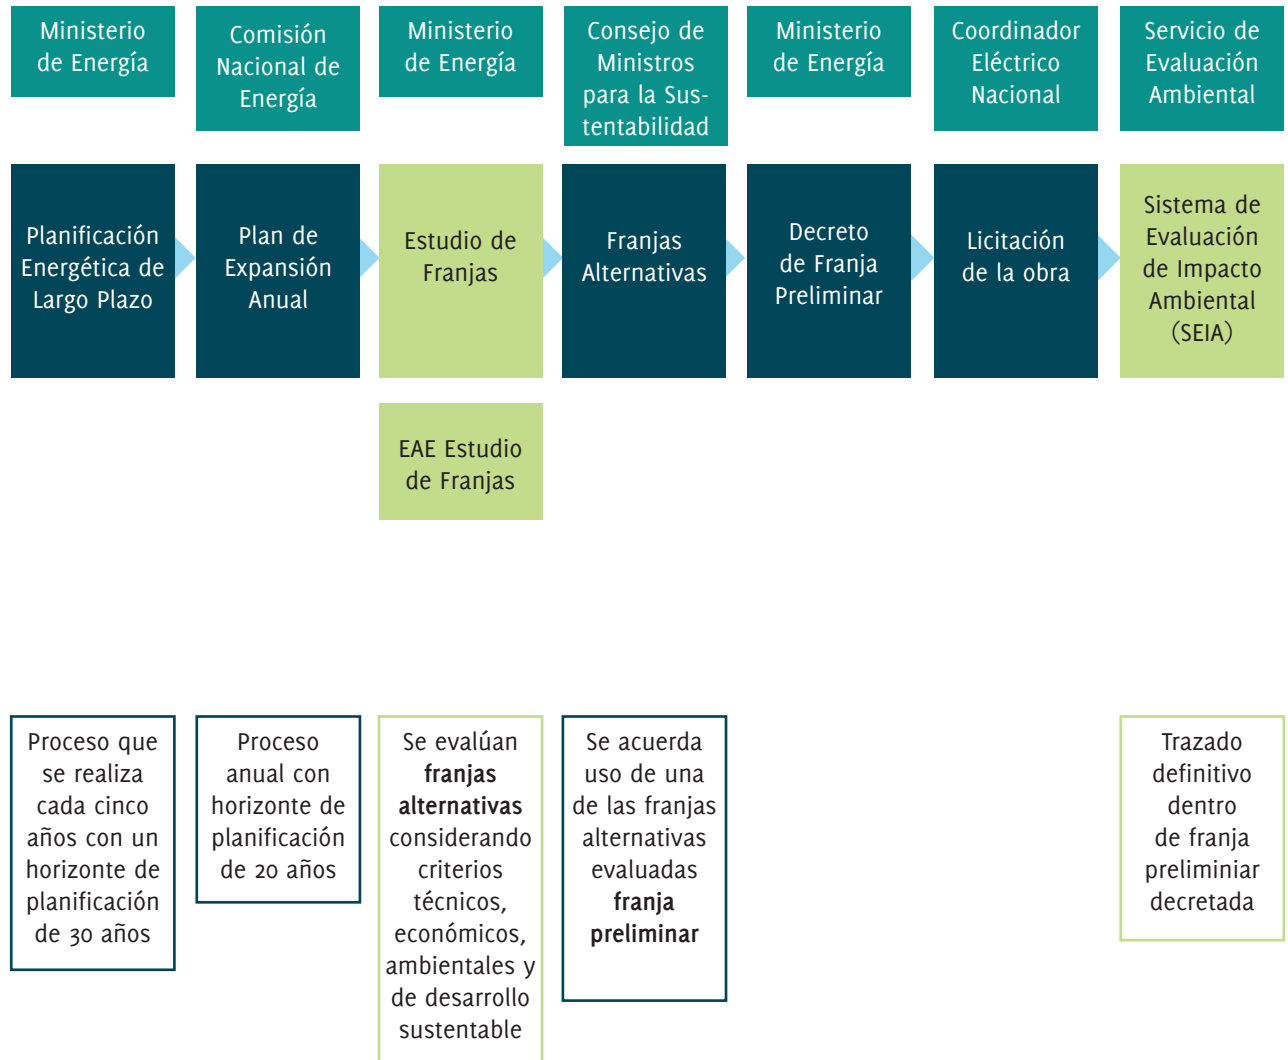 Ministerio
de Energía
Comisión
Nacional de
Energía
Ministerio
de Energía
Consejo de
Ministros
para la Sus-
tentabilidad
Ministerio
de Energía
Coordinador
Eléctrico
Nacional
Servicio de
Evaluación
Ambiental
Planificación
Energética de
Largo Plazo
Plan de
Expansión
Anual
Estudio de
Franjas
Franjas
Alternativas
Decreto
de Franja
Preliminar
Licitación
de la obra
Sistema de
Evaluación
de Impacto
Ambiental
(SEIA)
EAE Estudio
de Franjas
Proceso que
se realiza
cada cinco
años con un
horizonte de
planificación
de 30 años
Proceso
anual con
horizonte de
planificación
de 20 años
Se evalúan
franjas
alternativas
considerando
criterios
técnicos,
económicos,
ambientales y
de desarrollo
sustentable
Se acuerda
uso de una
de las franjas
alternativas
evaluadas
franja
preliminar
Trazado
definitivo
dentro
de franja
preliminiar
decretada